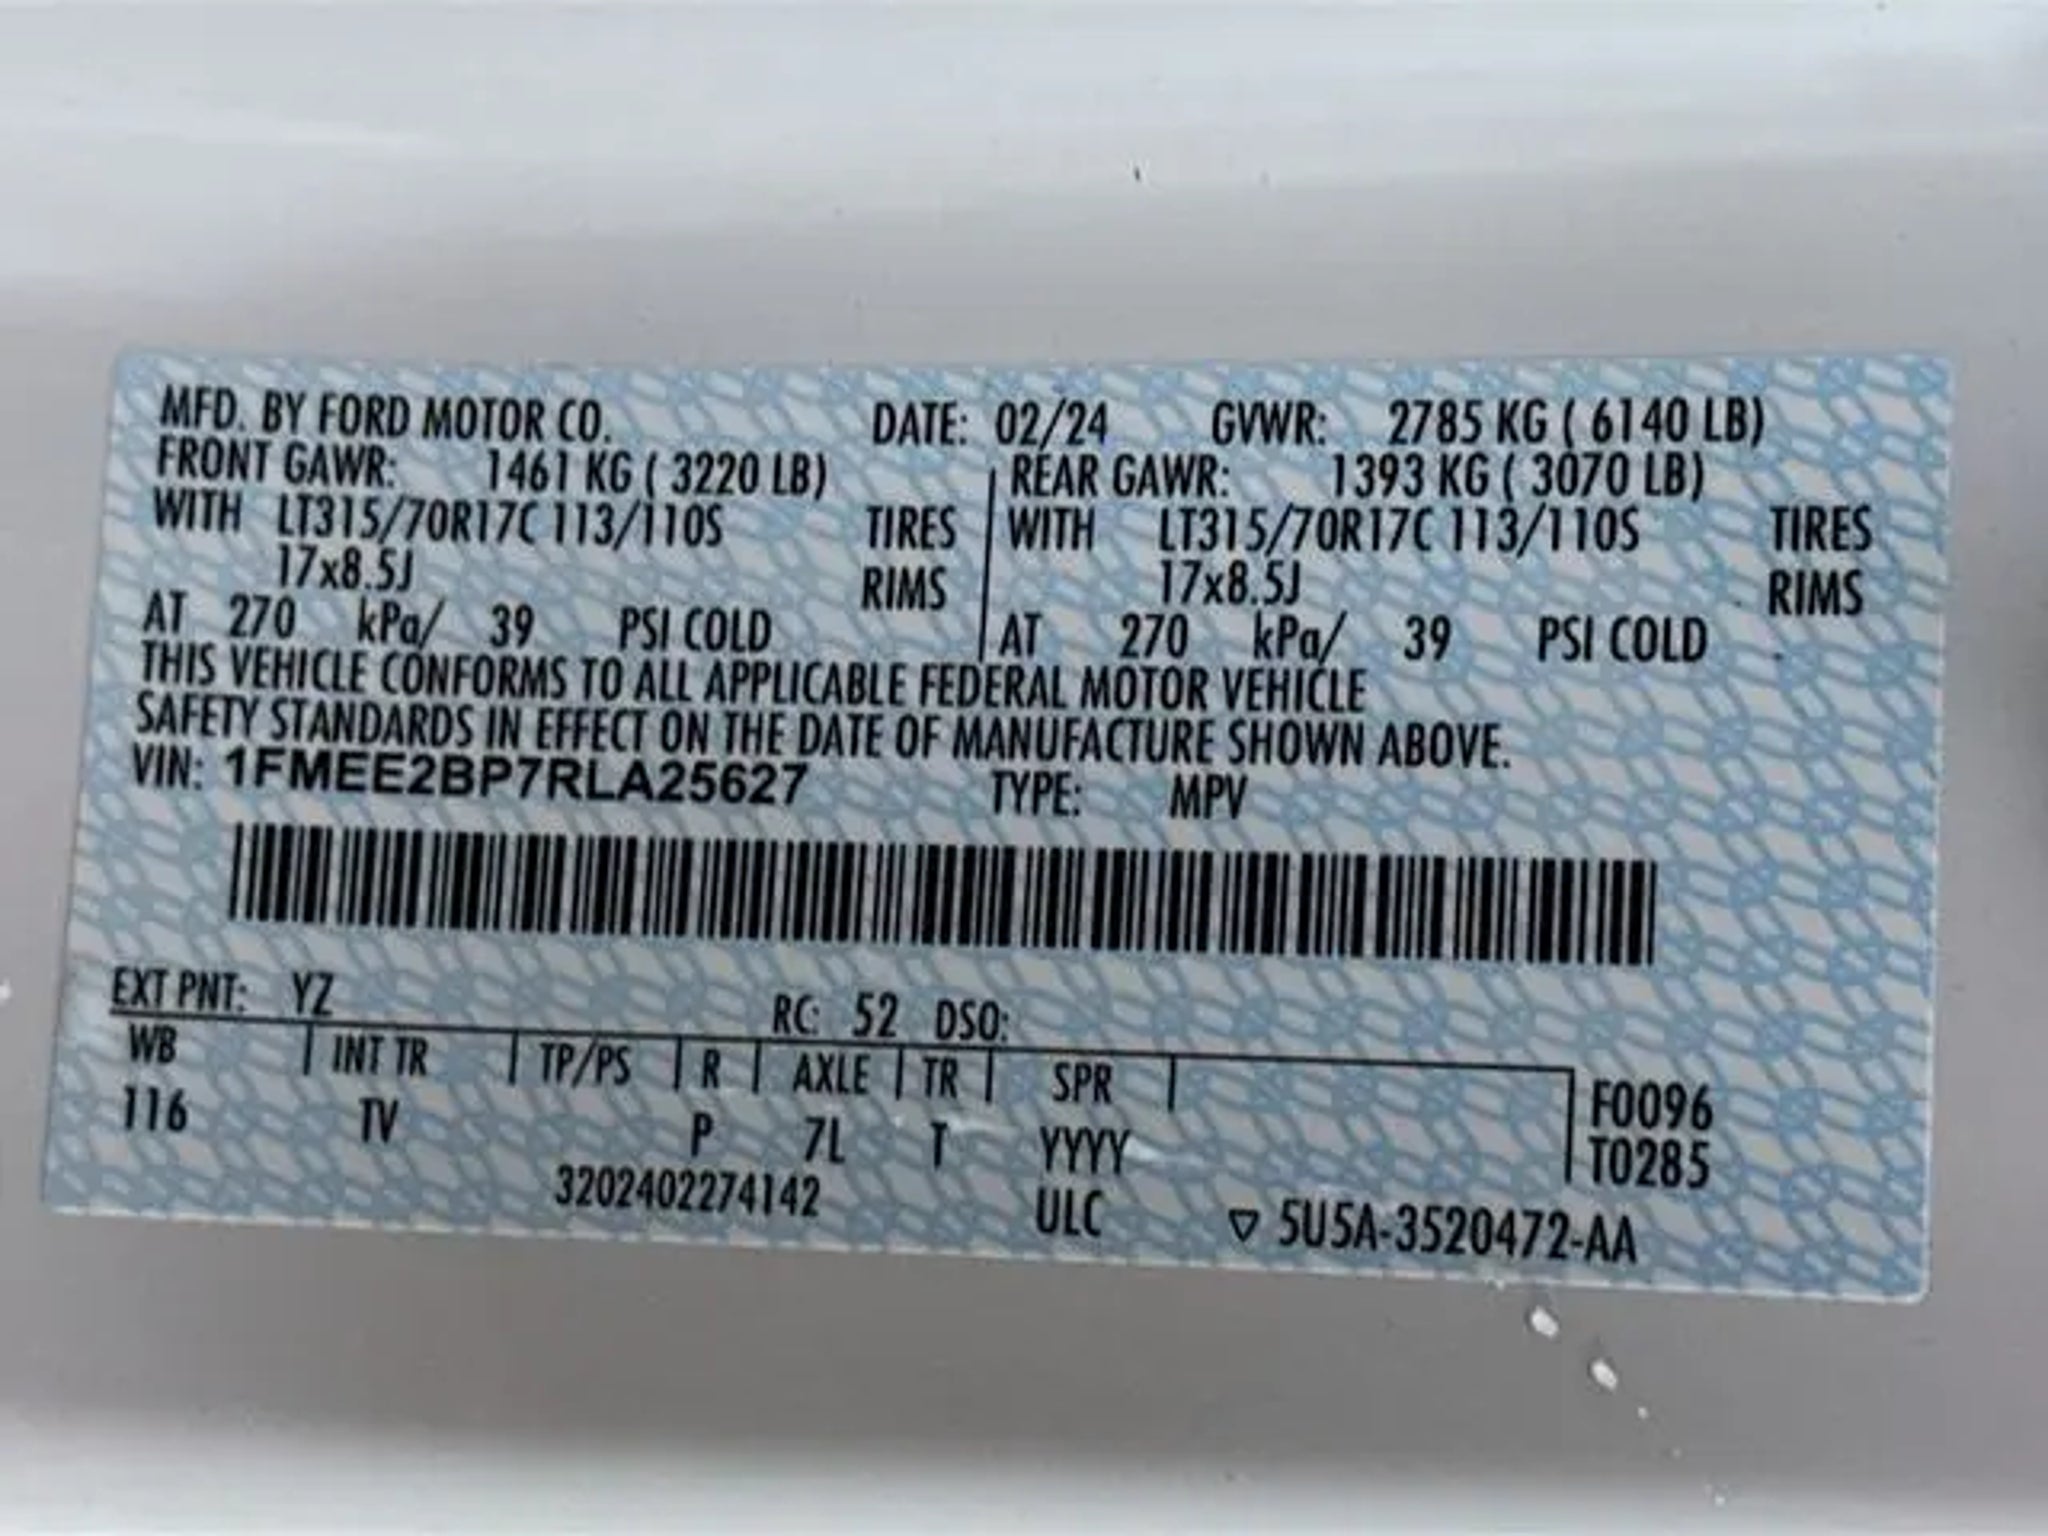 MFD. BY FORD MOTOR CO. DATE: 02/24 GVWR: 2785 KG ( 6140 LB)
FRONT GAWR: 1461 KG ( 3220 LB) REAR GAWR: 1393 KG ( 3070 LB)
WITH LT315/70R17C 113/110S TIRES WITH LT315/70R17C 113/110S TIRES
17x8.5J RIMS 17x8.5J RIMS
AT 270 kPa/ 39 PSI COLD AT 270 kPa/ 39 PSI COLD
THIS VEHICLE CONFORMS TO ALL APPLICABLE FEDERAL MOTOR VEHICLE
SAFETY STANDARDS IN EFFECT ON THE DATE OF MANUFACTURE SHOWN ABOVE.
VIN: 1FMEE2BP7RLA25627 TYPE: MPV
EXT PNT: YZ RC: 52 DSO:
WB INT TR TP/PS R AXLE TR SPR F0096
116 TV P 7L T YYYY T0285
3202402274142 ULC ▽ 5U5A-3520472-AA